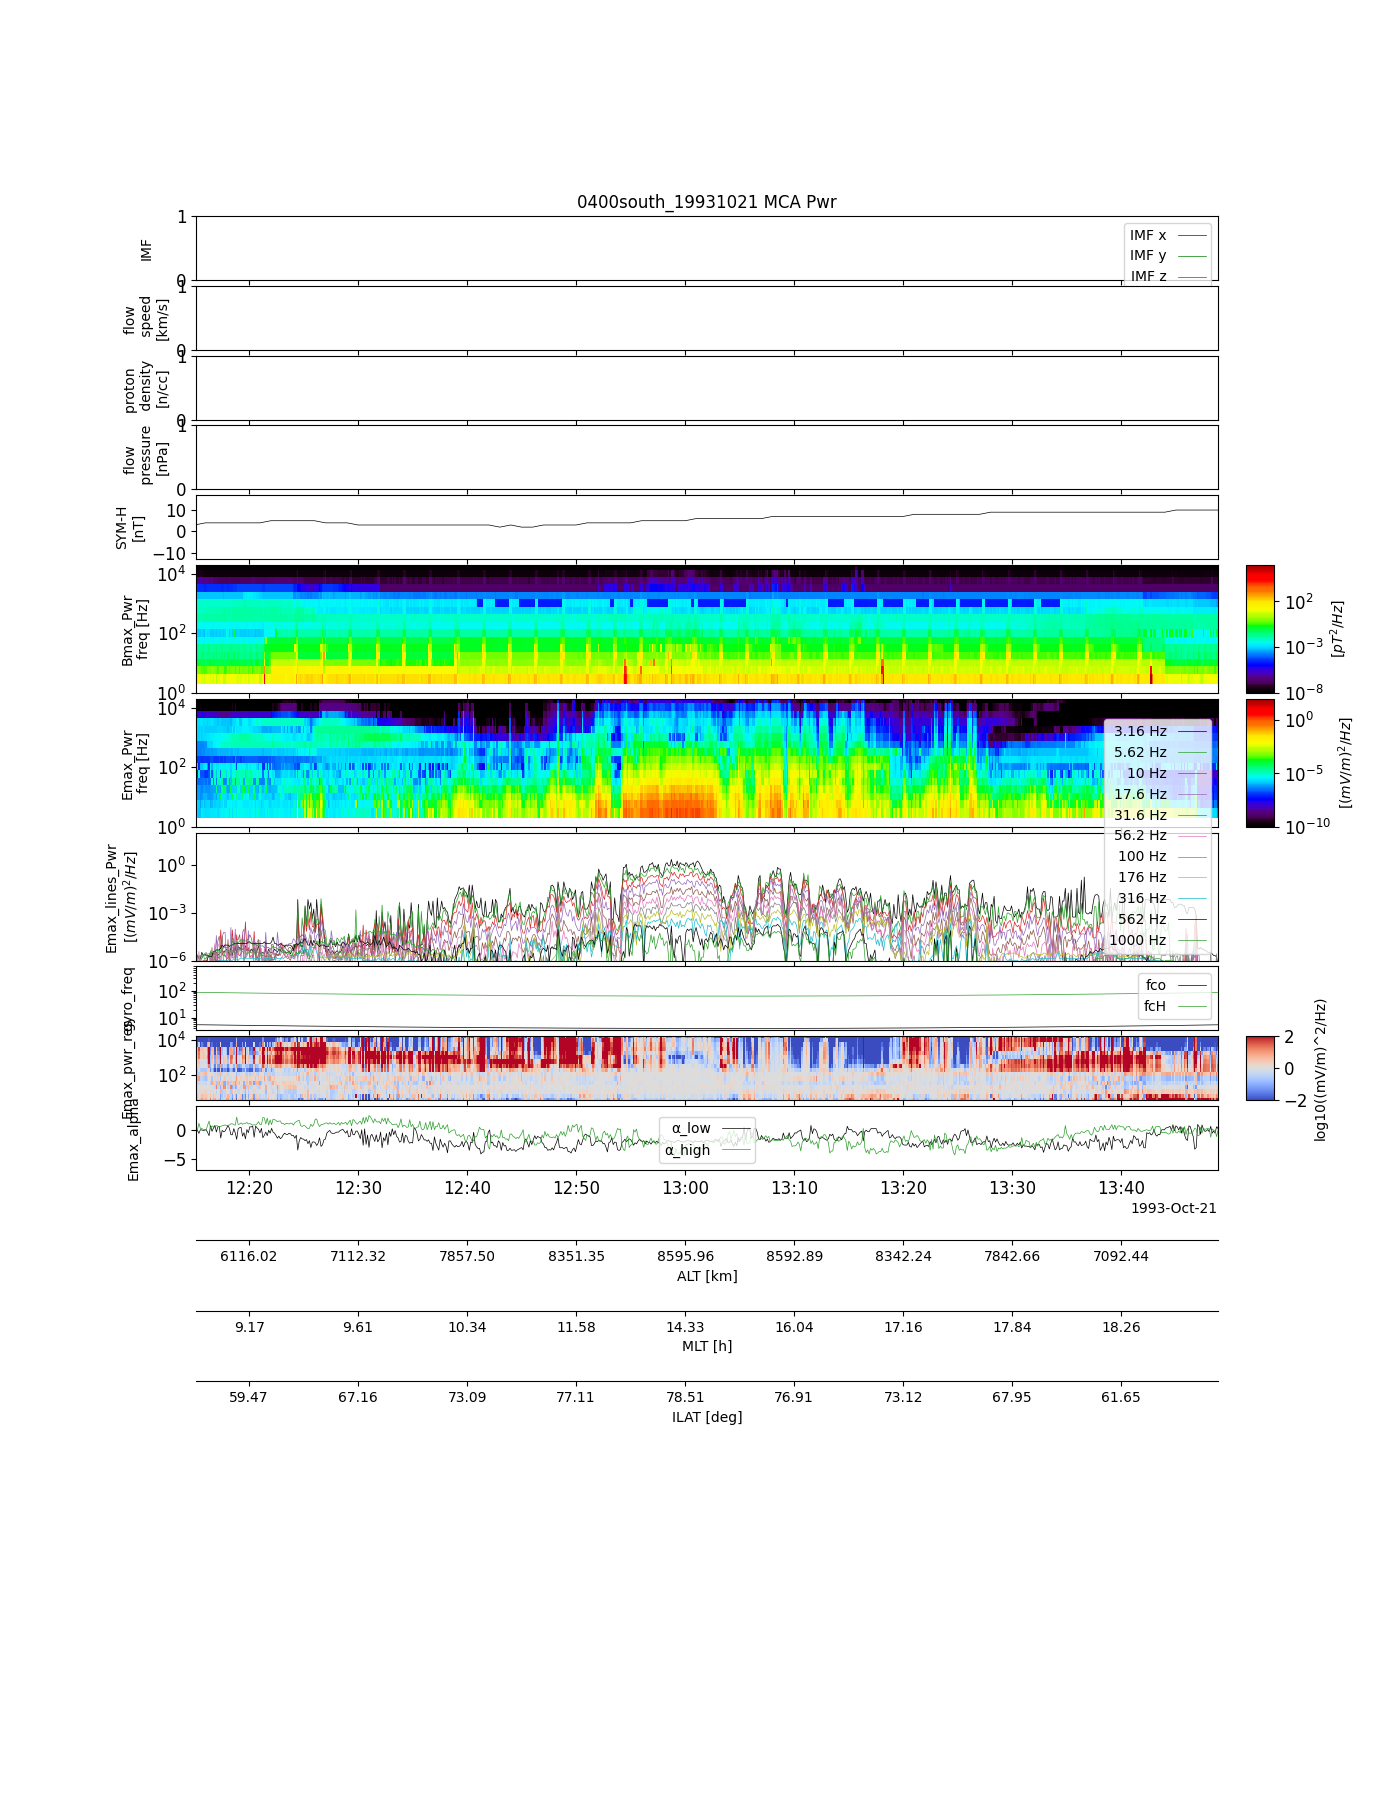 0400south_19931021 MCA Pwr
1
0
IMF
IMF x
IMF y
IMF z
1
0
flow
speed
[km/s]
1
0
proton
density
[n/cc]
1
0
flow
pressure
[nPa]
10
0
−10
SYM-H
[nT]
10^4
10^2
10^0
Bmax_Pwr
freq [Hz]
10^2
10^−3
10^−8
[pT^2/Hz]
10^4
10^2
10^0
Emax_Pwr
freq [Hz]
10^0
10^−5
10^−10
[(mV/m)^2/Hz]
3.16 Hz
5.62 Hz
10 Hz
17.6 Hz
31.6 Hz
56.2 Hz
100 Hz
176 Hz
316 Hz
562 Hz
1000 Hz
10^0
10^−3
10^−6
Emax_lines_Pwr
[(mV/m)^2/Hz]
10^2
10^1
gyro_freq
fco
fcH
10^4
10^2
Emax_pwr_reg
2
0
−2
log10((mV/m)^2/Hz)
0
−5
Emax_alpha
α_low
α_high
12:20 12:30 12:40 12:50 13:00 13:10 13:20 13:30 13:40
1993-Oct-21
6116.02 7112.32 7857.50 8351.35 8595.96 8592.89 8342.24 7842.66 7092.44
ALT [km]
9.17 9.61 10.34 11.58 14.33 16.04 17.16 17.84 18.26
MLT [h]
59.47 67.16 73.09 77.11 78.51 76.91 73.12 67.95 61.65
ILAT [deg]